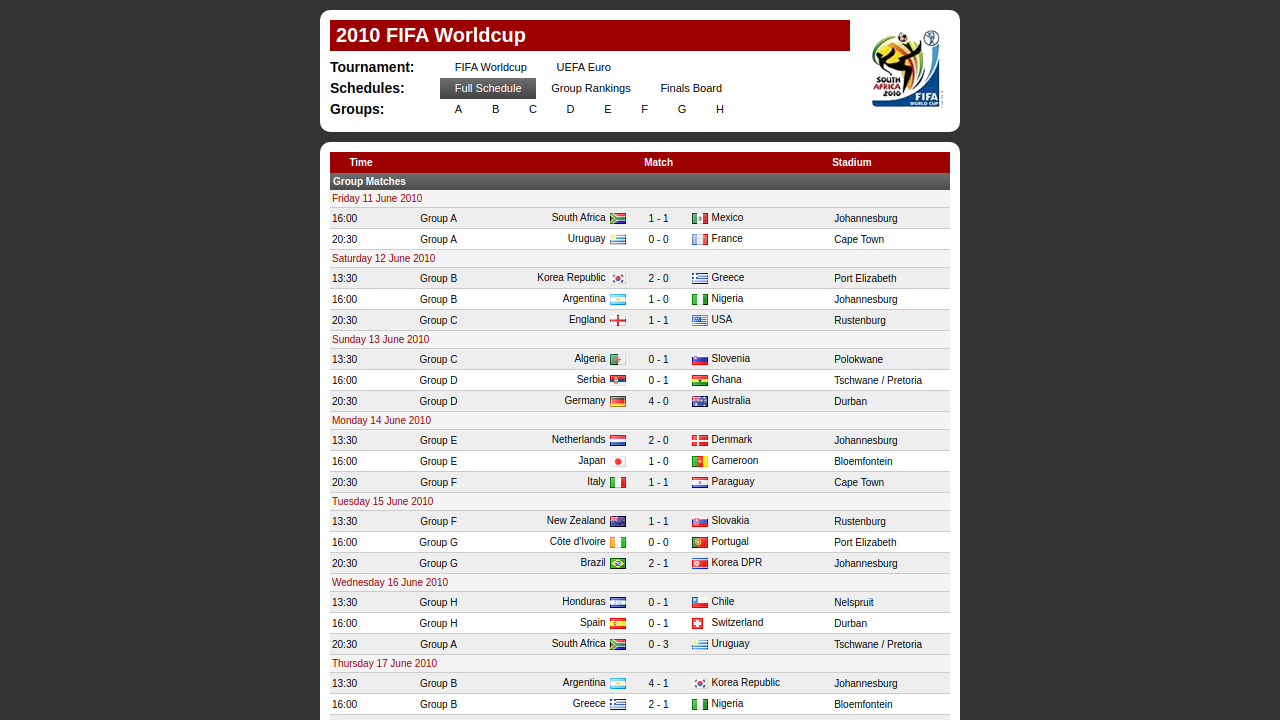 2010 FIFA Worldcup
Tournament: FIFA Worldcup UEFA Euro
Schedules: Full Schedule Group Rankings Finals Board
Groups: A B C D E F G H
SOUTH AFRICA 2010
FIFA
WORLD CUP
Time Match Stadium
Group Matches
Friday 11 June 2010
16:00 Group A South Africa 1 - 1 Mexico Johannesburg
20:30 Group A Uruguay 0 - 0 France Cape Town
Saturday 12 June 2010
13:30 Group B Korea Republic 2 - 0 Greece Port Elizabeth
16:00 Group B Argentina 1 - 0 Nigeria Johannesburg
20:30 Group C England 1 - 1 USA Rustenburg
Sunday 13 June 2010
13:30 Group C Algeria 0 - 1 Slovenia Polokwane
16:00 Group D Serbia 0 - 1 Ghana Tschwane / Pretoria
20:30 Group D Germany 4 - 0 Australia Durban
Monday 14 June 2010
13:30 Group E Netherlands 2 - 0 Denmark Johannesburg
16:00 Group E Japan 1 - 0 Cameroon Bloemfontein
20:30 Group F Italy 1 - 1 Paraguay Cape Town
Tuesday 15 June 2010
13:30 Group F New Zealand 1 - 1 Slovakia Rustenburg
16:00 Group G Côte d'Ivoire 0 - 0 Portugal Port Elizabeth
20:30 Group G Brazil 2 - 1 Korea DPR Johannesburg
Wednesday 16 June 2010
13:30 Group H Honduras 0 - 1 Chile Nelspruit
16:00 Group H Spain 0 - 1 Switzerland Durban
20:30 Group A South Africa 0 - 3 Uruguay Tschwane / Pretoria
Thursday 17 June 2010
13:30 Group B Argentina 4 - 1 Korea Republic Johannesburg
16:00 Group B Greece 2 - 1 Nigeria Bloemfontein